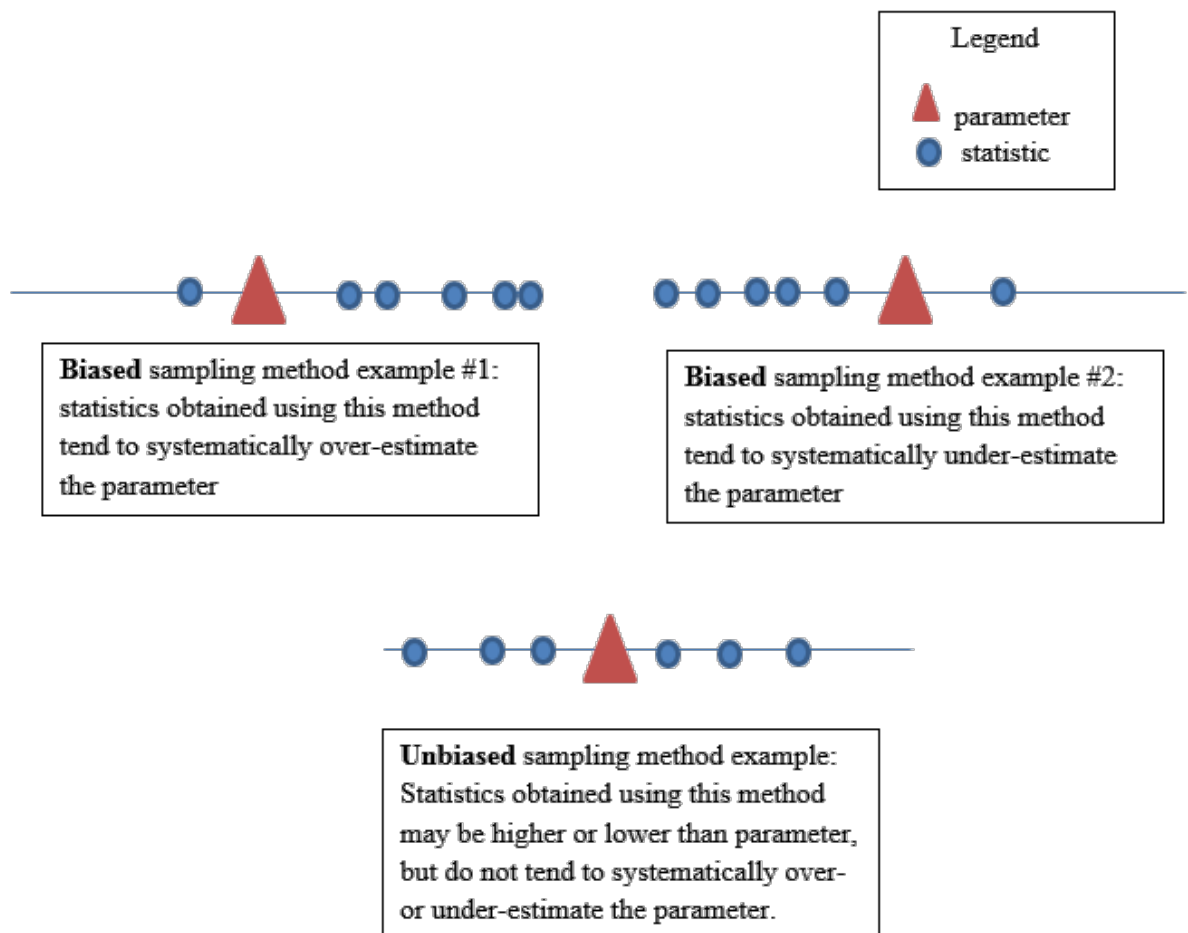 Legend
parameter
statistic
Biased sampling method example #1:
statistics obtained using this method
tend to systematically over-estimate
the parameter
Biased sampling method example #2:
statistics obtained using this method
tend to systematically under-estimate
the parameter
Unbiased sampling method example:
Statistics obtained using this method
may be higher or lower than parameter,
but do not tend to systematically over-
or under-estimate the parameter.